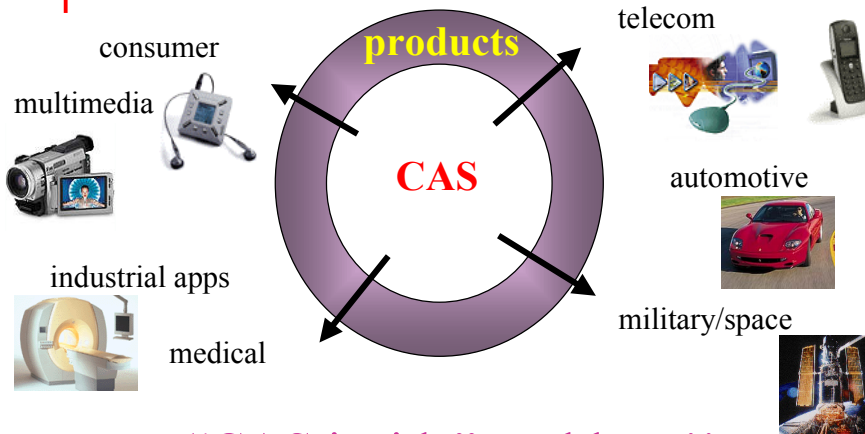 products
telecom
consumer
multimedia
CAS
automotive
industrial apps
military/space
medical